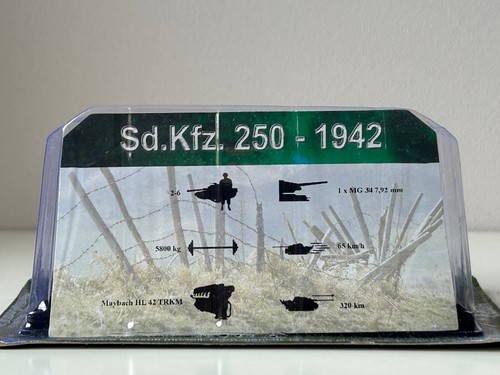 Sd.Kfz. 250 - 1942
2-6
1 x MG 34 7,92 mm
5800 kg
65 km/h
Maybach HL 42 TRKM
320 km